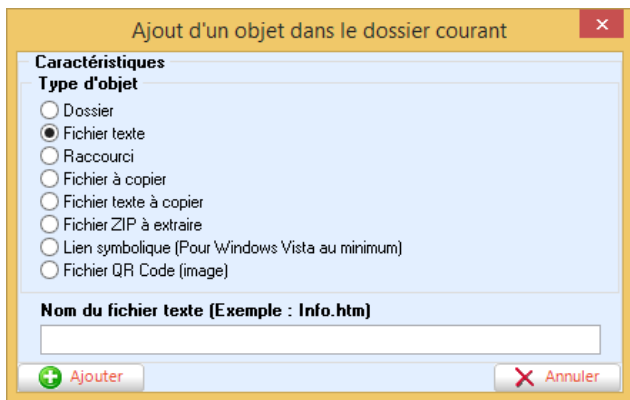 Ajout d'un objet dans le dossier courant
Caractéristiques
Type d'objet
Dossier
Fichier texte
Raccourci
Fichier à copier
Fichier texte à copier
Fichier ZIP à extraire
Lien symbolique (Pour Windows Vista au minimum)
Fichier QR Code (image)
Nom du fichier texte (Exemple : Info.htm)
Ajouter
Annuler